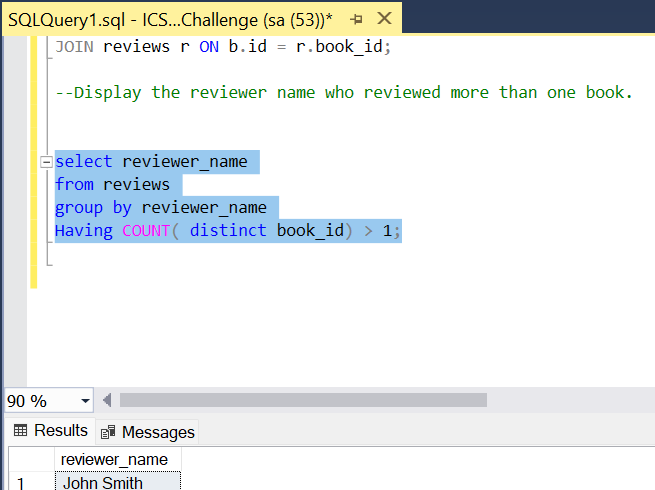 SQLQuery1.sql - ICS...Challenge (sa (53))*
JOIN reviews r ON b.id = r.book_id;
--Display the reviewer name who reviewed more than one book.
select reviewer_name
from reviews
group by reviewer_name
Having COUNT( distinct book_id) > 1;
90 %
Results Messages
reviewer_name
1 John Smith